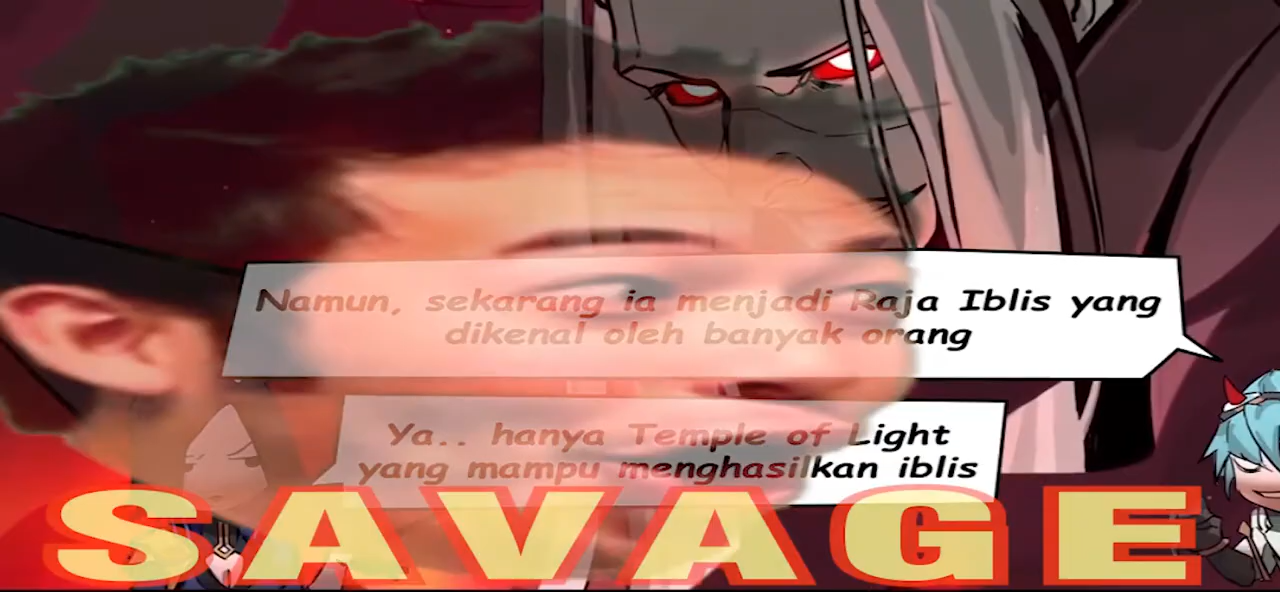 Namun, sekarang ia menjadi Raja Iblis yang
dikenal oleh banyak orang
Ya.. hanya Temple of Light
yang mampu menghasilkan iblis
SAVAGE